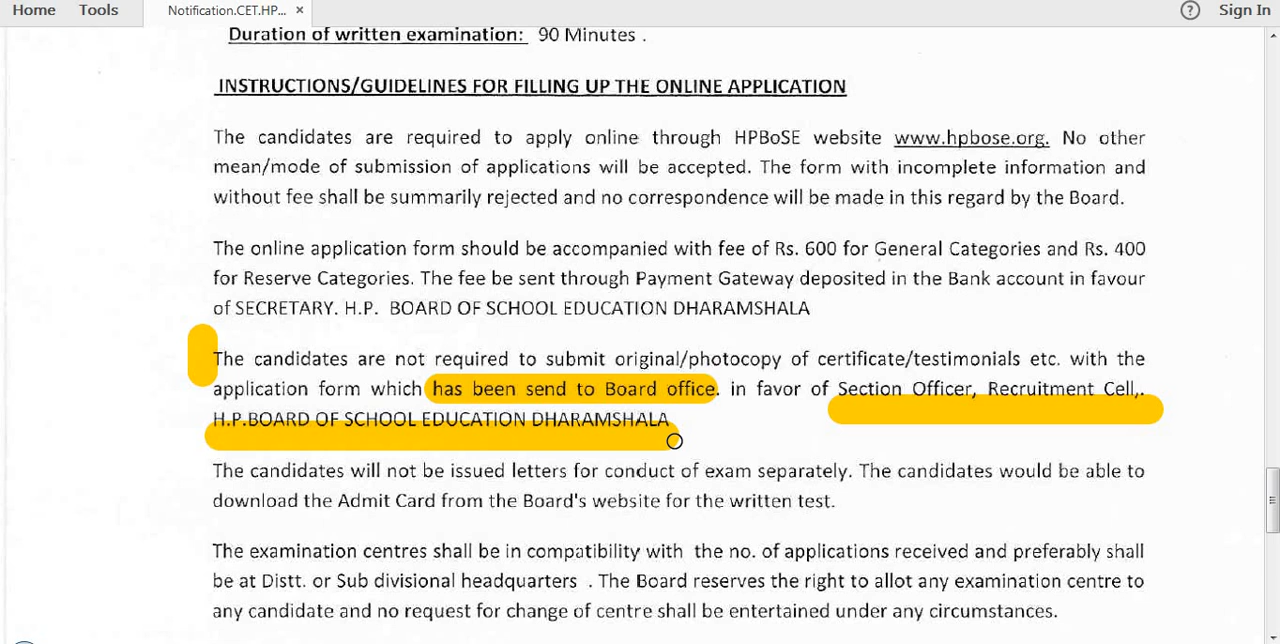 Home Tools Notification.CET.HP... × ? Sign In
Duration of written examination: 90 Minutes .
INSTRUCTIONS/GUIDELINES FOR FILLING UP THE ONLINE APPLICATION
The candidates are required to apply online through HPBoSE website www.hpbose.org. No other
mean/mode of submission of applications will be accepted. The form with incomplete information and
without fee shall be summarily rejected and no correspondence will be made in this regard by the Board.
The online application form should be accompanied with fee of Rs. 600 for General Categories and Rs. 400
for Reserve Categories. The fee be sent through Payment Gateway deposited in the Bank account in favour
of SECRETARY. H.P. BOARD OF SCHOOL EDUCATION DHARAMSHALA
The candidates are not required to submit original/photocopy of certificate/testimonials etc. with the
application form which has been send to Board office. in favor of Section Officer, Recruitment Cell,.
H.P.BOARD OF SCHOOL EDUCATION DHARAMSHALA
The candidates will not be issued letters for conduct of exam separately. The candidates would be able to
download the Admit Card from the Board's website for the written test.
The examination centres shall be in compatibility with the no. of applications received and preferably shall
be at Distt. or Sub divisional headquarters . The Board reserves the right to allot any examination centre to
any candidate and no request for change of centre shall be entertained under any circumstances.